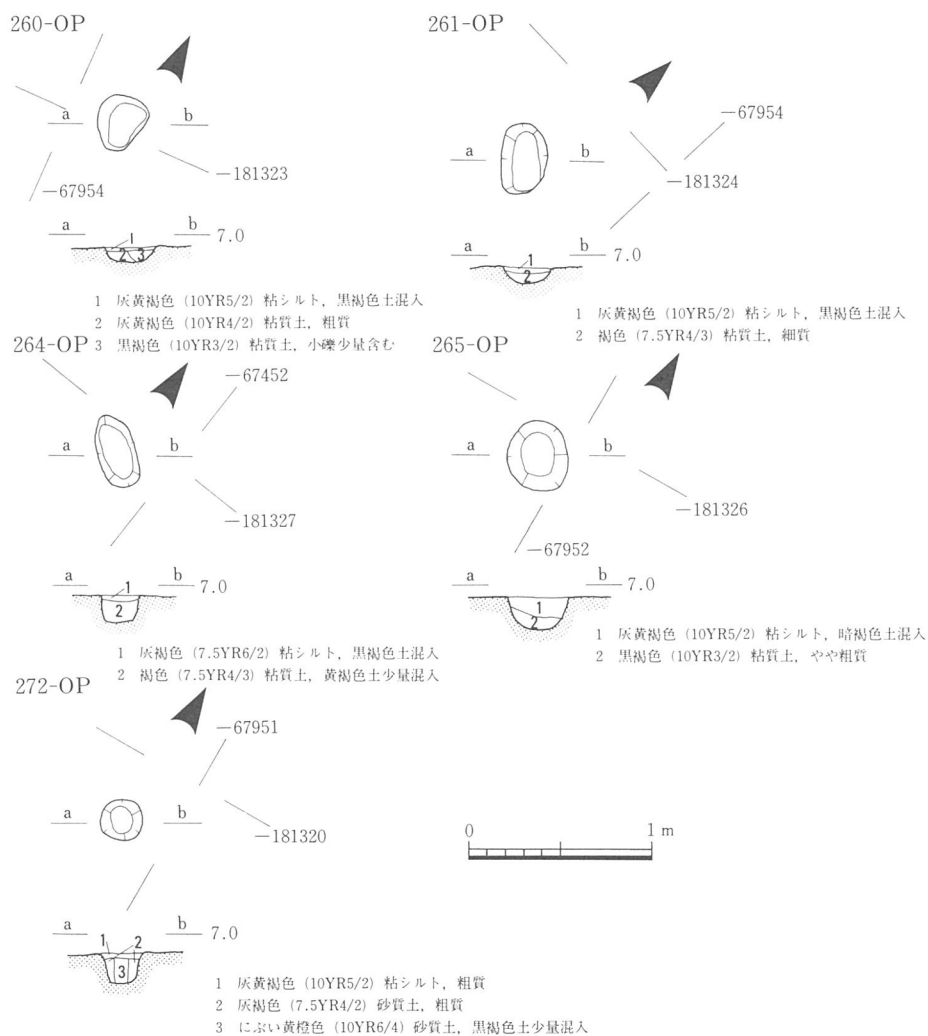 260-OP
a
b
—181323
—67954
a
b
7.0
1
2
3
1 灰黄褐色 (10YR5/2) 粘シルト，黒褐色土混入
2 灰黄褐色 (10YR4/2) 粘質土，粗質
3 黒褐色 (10YR3/2) 粘質土，小礫少量含む
261-OP
—67954
a
b
—181324
a
b
7.0
1
2
1 灰黄褐色 (10YR5/2) 粘シルト，黒褐色土混入
2 褐色 (7.5YR4/3) 粘質土，細質
264-OP
—67452
a
b
—181327
a
b
7.0
1
2
1 灰褐色 (7.5YR6/2) 粘シルト，黒褐色土混入
2 褐色 (7.5YR4/3) 粘質土，黄褐色土少量混入
265-OP
a
b
—181326
—67952
a
b
7.0
1
2
1 灰黄褐色 (10YR5/2) 粘シルト，暗褐色土混入
2 黒褐色 (10YR3/2) 粘質土，やや粗質
272-OP
—67951
a
b
—181320
a
b
7.0
1
2
3
1 灰黄褐色 (10YR5/2) 粘シルト，粗質
2 灰褐色 (7.5YR4/2) 砂質土，粗質
3 にぶい黄橙色 (10YR6/4) 砂質土，黒褐色土少量混入
0
1 m